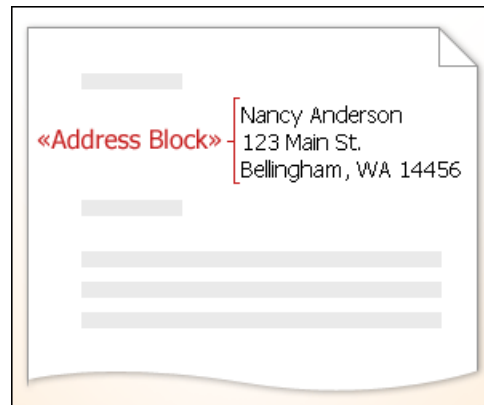 «Address Block»
Nancy Anderson
123 Main St.
Bellingham, WA 14456